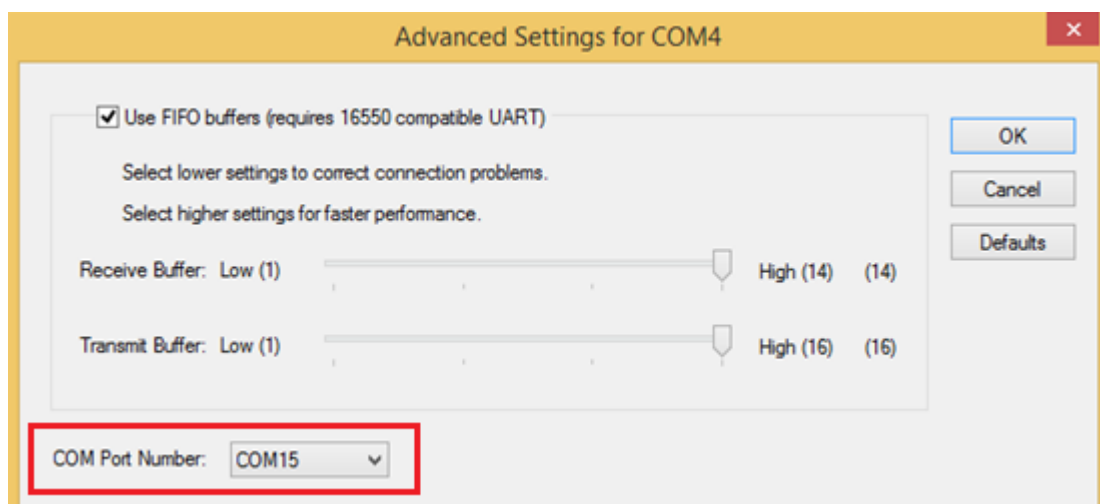 Advanced Settings for COM4
Use FIFO buffers (requires 16550 compatible UART)
OK
Select lower settings to correct connection problems.
Cancel
Select higher settings for faster performance.
Defaults
Receive Buffer: Low (1) High (14) (14)
Transmit Buffer: Low (1) High (16) (16)
COM Port Number: COM15